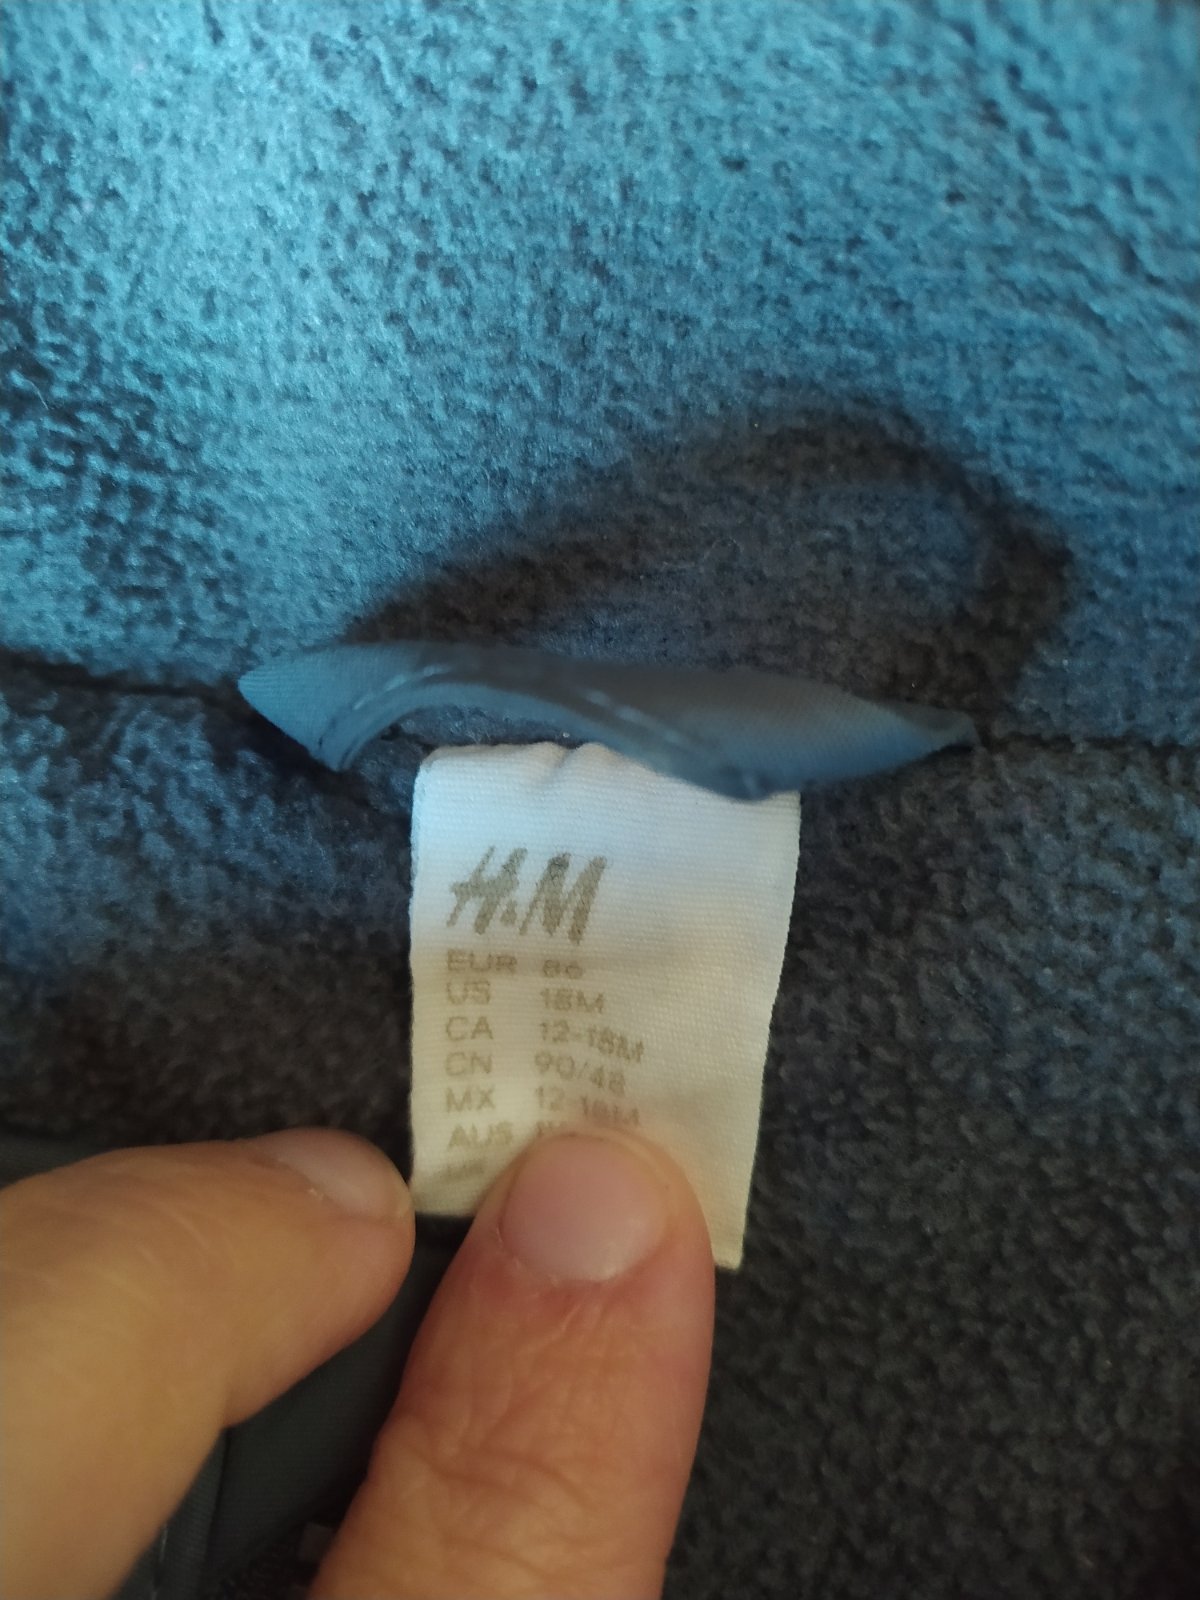 H&M
EUR 86
US 18M
CA 12-18M
CN 90/48
MX 12-18M
AUS